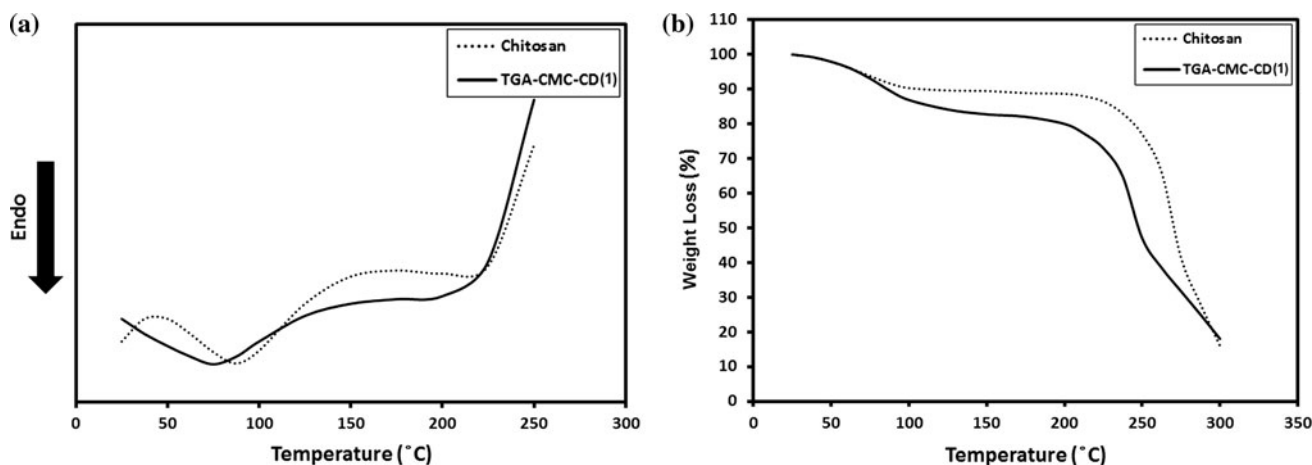 (a)
Chitosan
TGA-CMC-CD(1)
Endo
0 50 100 150 200 250 300
Temperature (˚C)
(b)
Chitosan
TGA-CMC-CD(1)
Weight Loss (%)
110
100
90
80
70
60
50
40
30
20
10
0
0 50 100 150 200 250 300 350
Temperature (˚C)